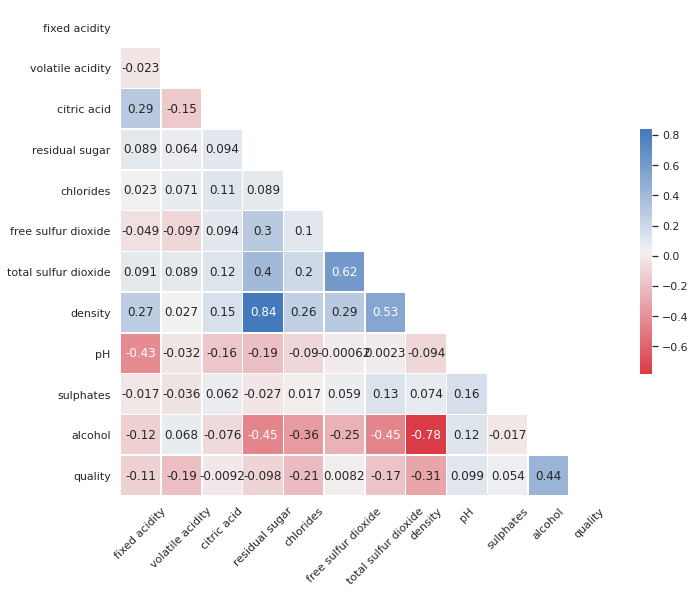 fixed acidity
volatile acidity -0.023
citric acid 0.29 -0.15
residual sugar 0.089 0.064 0.094
chlorides 0.023 0.071 0.11 0.089
free sulfur dioxide -0.049 -0.097 0.094 0.3 0.1
total sulfur dioxide 0.091 0.089 0.12 0.4 0.2 0.62
density 0.27 0.027 0.15 0.84 0.26 0.29 0.53
pH -0.43 -0.032 -0.16 -0.19 -0.09 -0.00062 0.0023 -0.094
sulphates -0.017 -0.036 0.062 -0.027 0.017 0.059 0.13 0.074 0.16
alcohol -0.12 0.068 -0.076 -0.45 -0.36 -0.25 -0.45 -0.78 0.12 -0.017
quality -0.11 -0.19 -0.0092 -0.098 -0.21 0.0082 -0.17 -0.31 0.099 0.054 0.44
fixed acidity
volatile acidity
citric acid
residual sugar
chlorides
free sulfur dioxide
total sulfur dioxide
density
pH
sulphates
alcohol
quality
0.8
0.6
0.4
0.2
0.0
−0.2
−0.4
−0.6